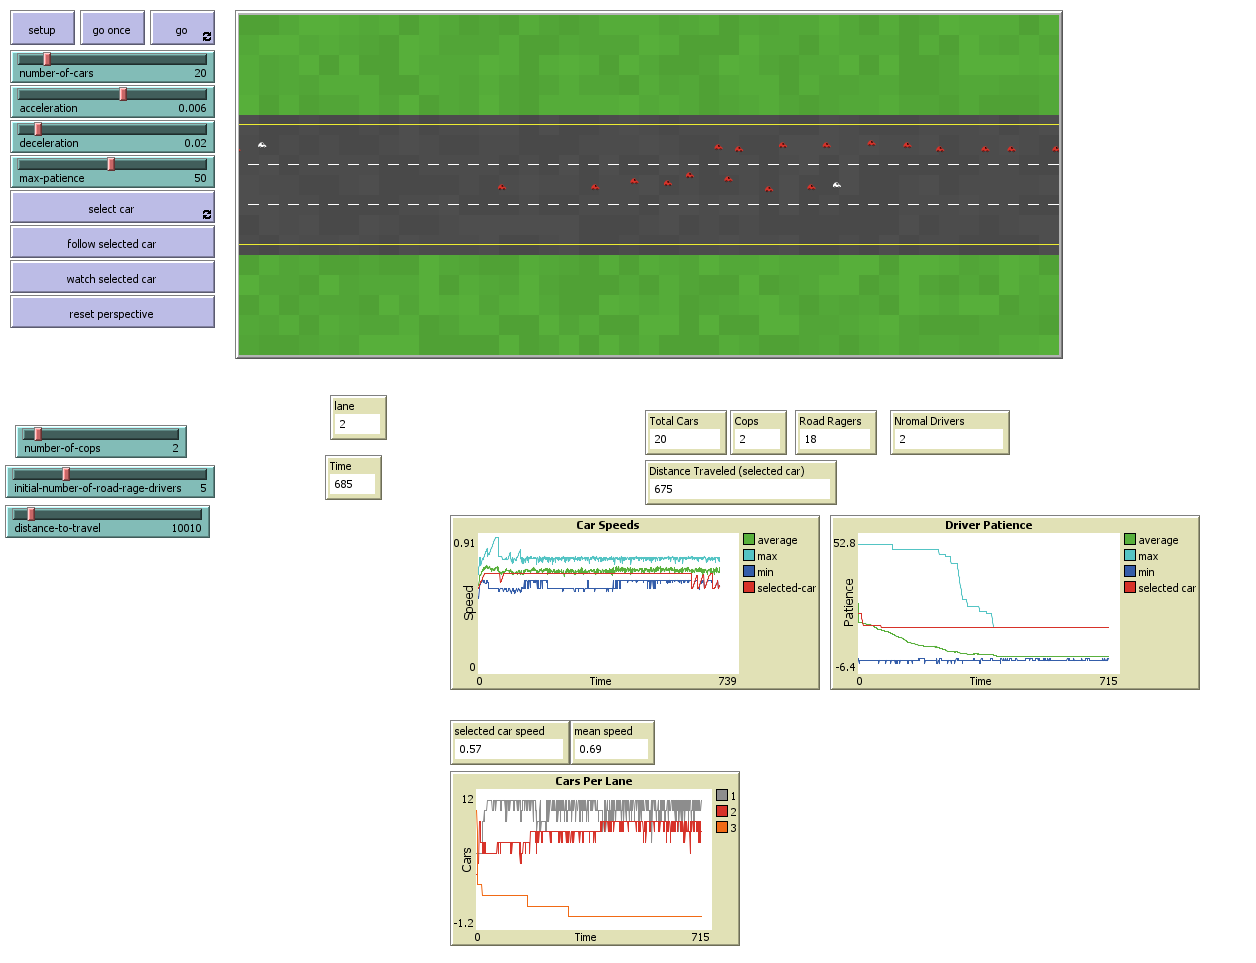 setup
go once
go
number-of-cars 20
acceleration 0.006
deceleration 0.02
max-patience 50
select car
follow selected car
watch selected car
reset perspective
number-of-cops 2
initial-number-of-road-rage-drivers 5
distance-to-travel 10010
lane
2
Time
685
Total Cars
20
Cops
2
Road Ragers
18
Nromal Drivers
2
Distance Traveled (selected car)
675
Car Speeds
0.91
Speed
0
0
Time
739
average
max
min
selected-car
Driver Patience
52.8
Patience
-6.4
0
Time
715
average
max
min
selected car
selected car speed
0.57
mean speed
0.69
Cars Per Lane
12
Cars
-1.2
0
Time
715
1
2
3